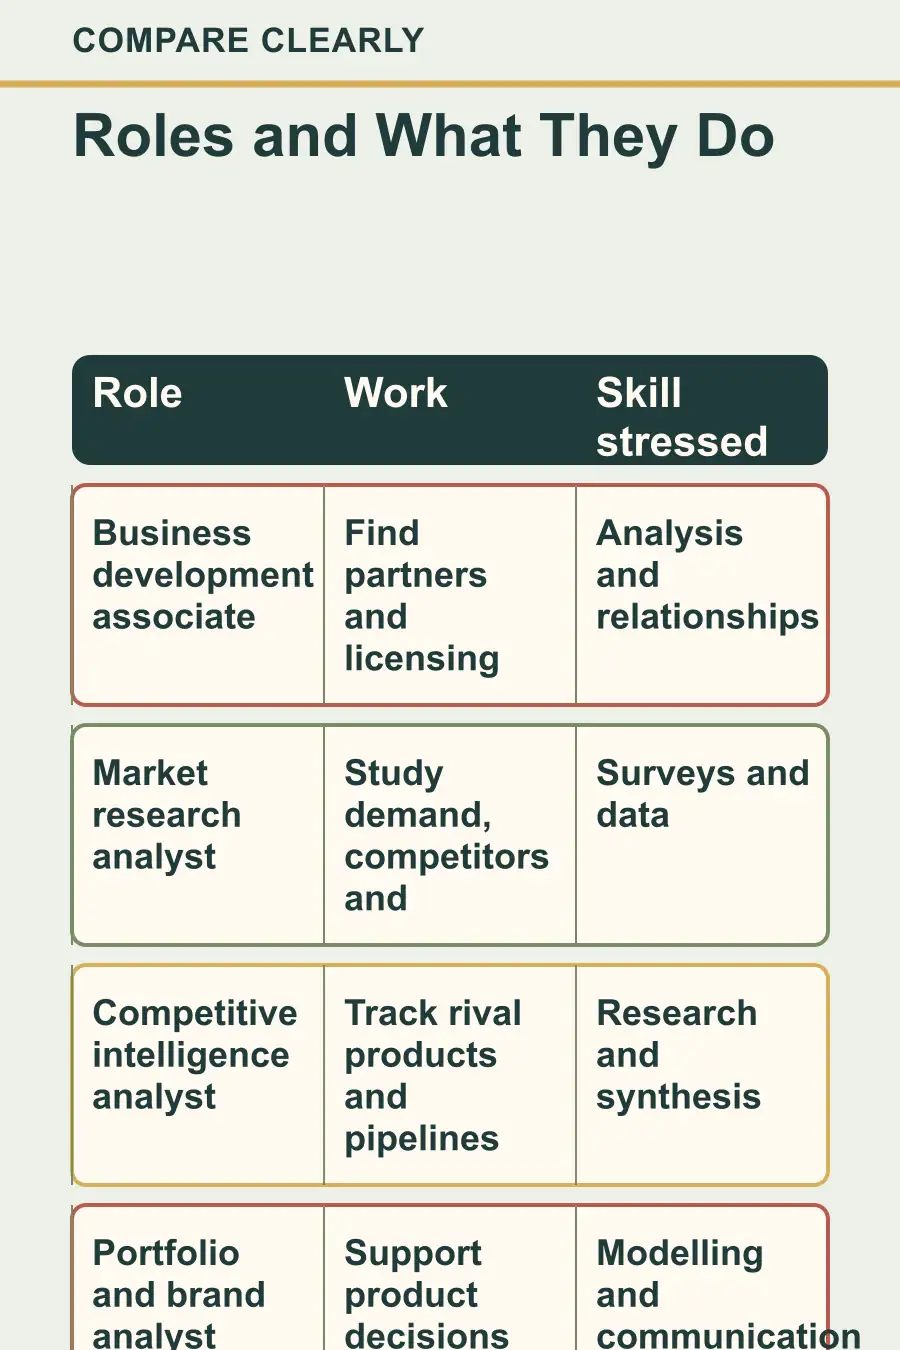 COMPARE CLEARLY
Roles and What They Do
Role
Work
Skill
stressed
Business
development
associate
Find
partners
and
licensing
Analysis
and
relationships
Market
research
analyst
Study
demand,
competitors
and
Surveys and
data
Competitive
intelligence
analyst
Track rival
products
and
pipelines
Research
and
synthesis
Portfolio
and brand
analyst
Support
product
decisions
Modelling
and
communication